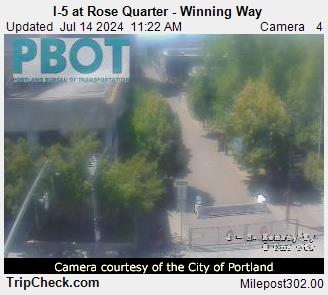 I-5 at Rose Quarter - Winning Way
Updated Jul 14 2024 11:22 AM Camera 4
PBOT
PORTLAND BUREAU OF TRANSPORTATION
Camera courtesy of the City of Portland
TripCheck.com Milepost302.00